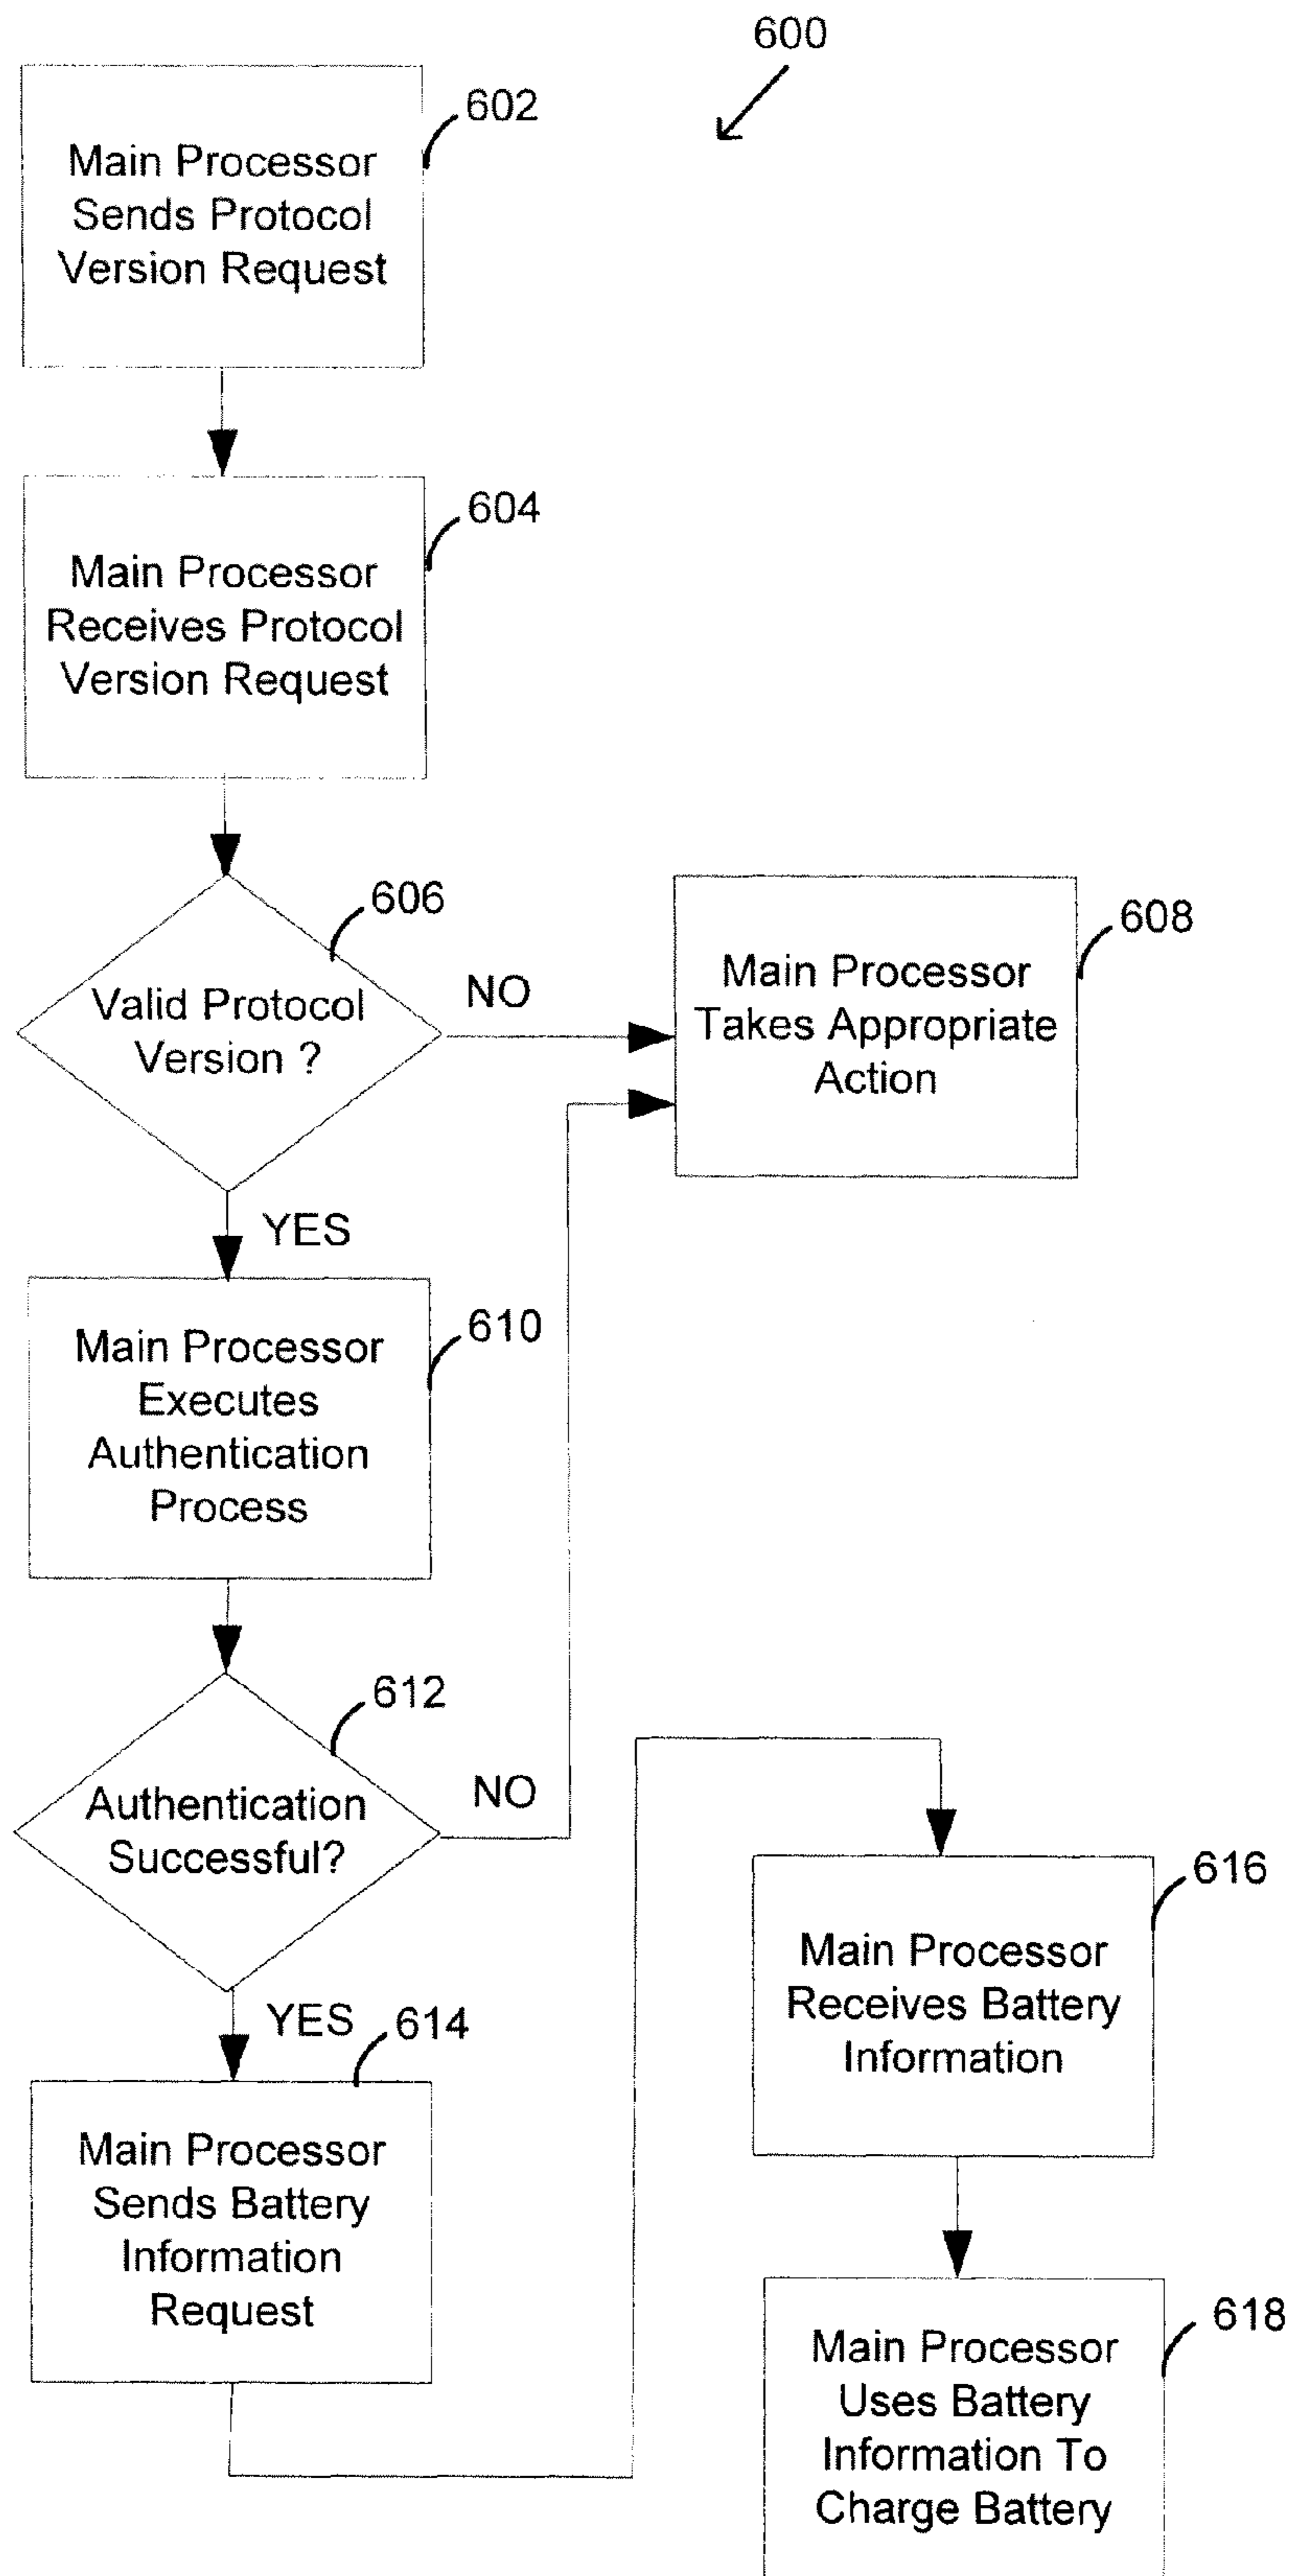 600
602
Main Processor
Sends Protocol
Version Request
604
Main Processor
Receives Protocol
Version Request
606
Valid Protocol
Version ?
NO
608
Main Processor
Takes Appropriate
Action
YES
610
Main Processor
Executes
Authentication
Process
612
Authentication
Successful?
NO
YES
614
Main Processor
Sends Battery
Information
Request
616
Main Processor
Receives Battery
Information
618
Main Processor
Uses Battery
Information To
Charge Battery